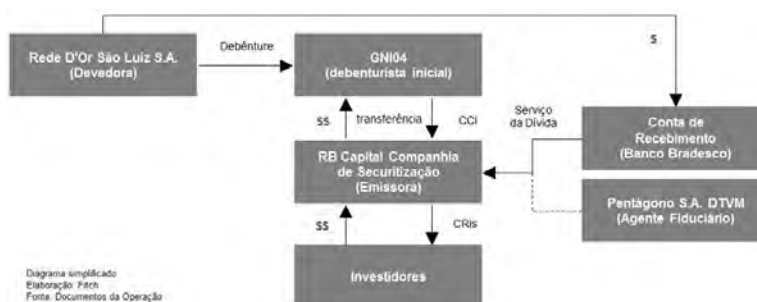 Rede D'Or São Luiz S.A.
(Devedora)
Debênture
GNI04
(debenturista inicial)
$
$$
transferência
CCI
Serviço
da Dívida
Conta de
Recebimento
(Banco Bradesco)
RB Capital Companhia
de Securitização
(Emissora)
Pentágono S.A. DTVM
(Agente Fiduciário)
$$
CRIs
Investidores
Diagrama simplificado
Elaboração: Fitch
Fonte: Documentos da Operação